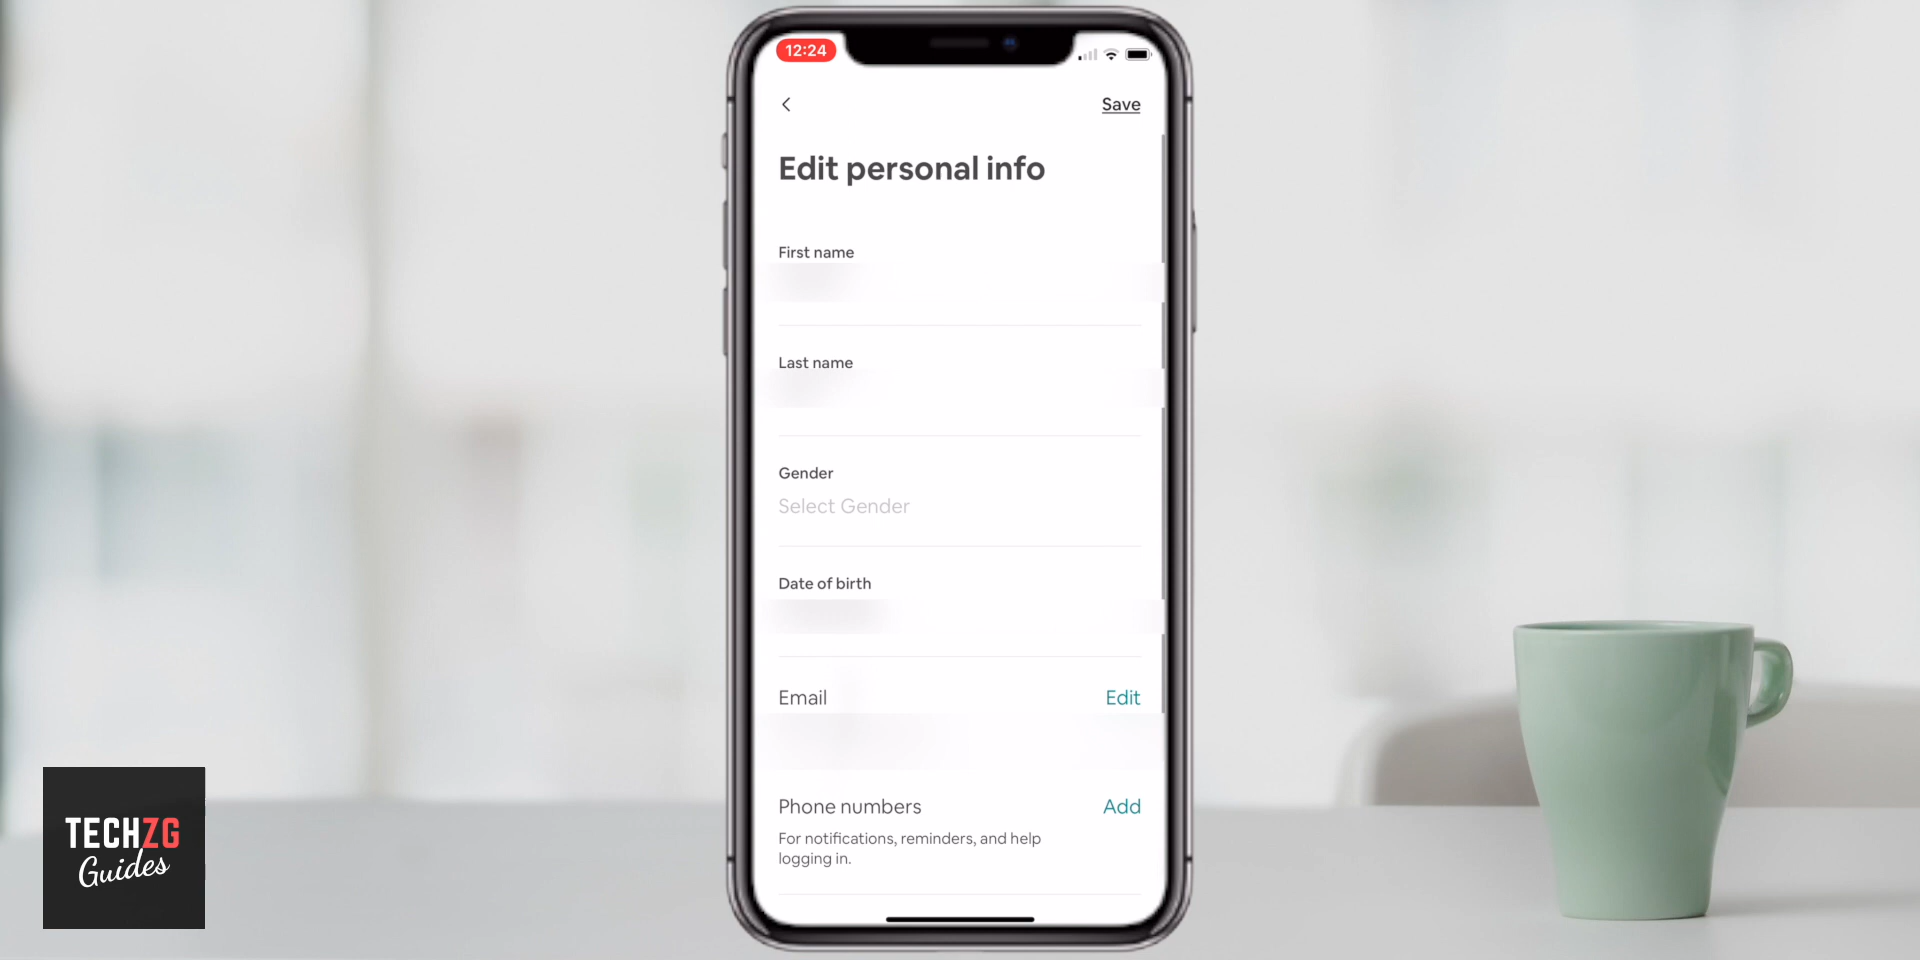 12:24
Save
Edit personal info
First name
Last name
Gender
Select Gender
Date of birth
Email
Edit
Phone numbers
Add
For notifications, reminders, and help
logging in.
TECHZG
Guides